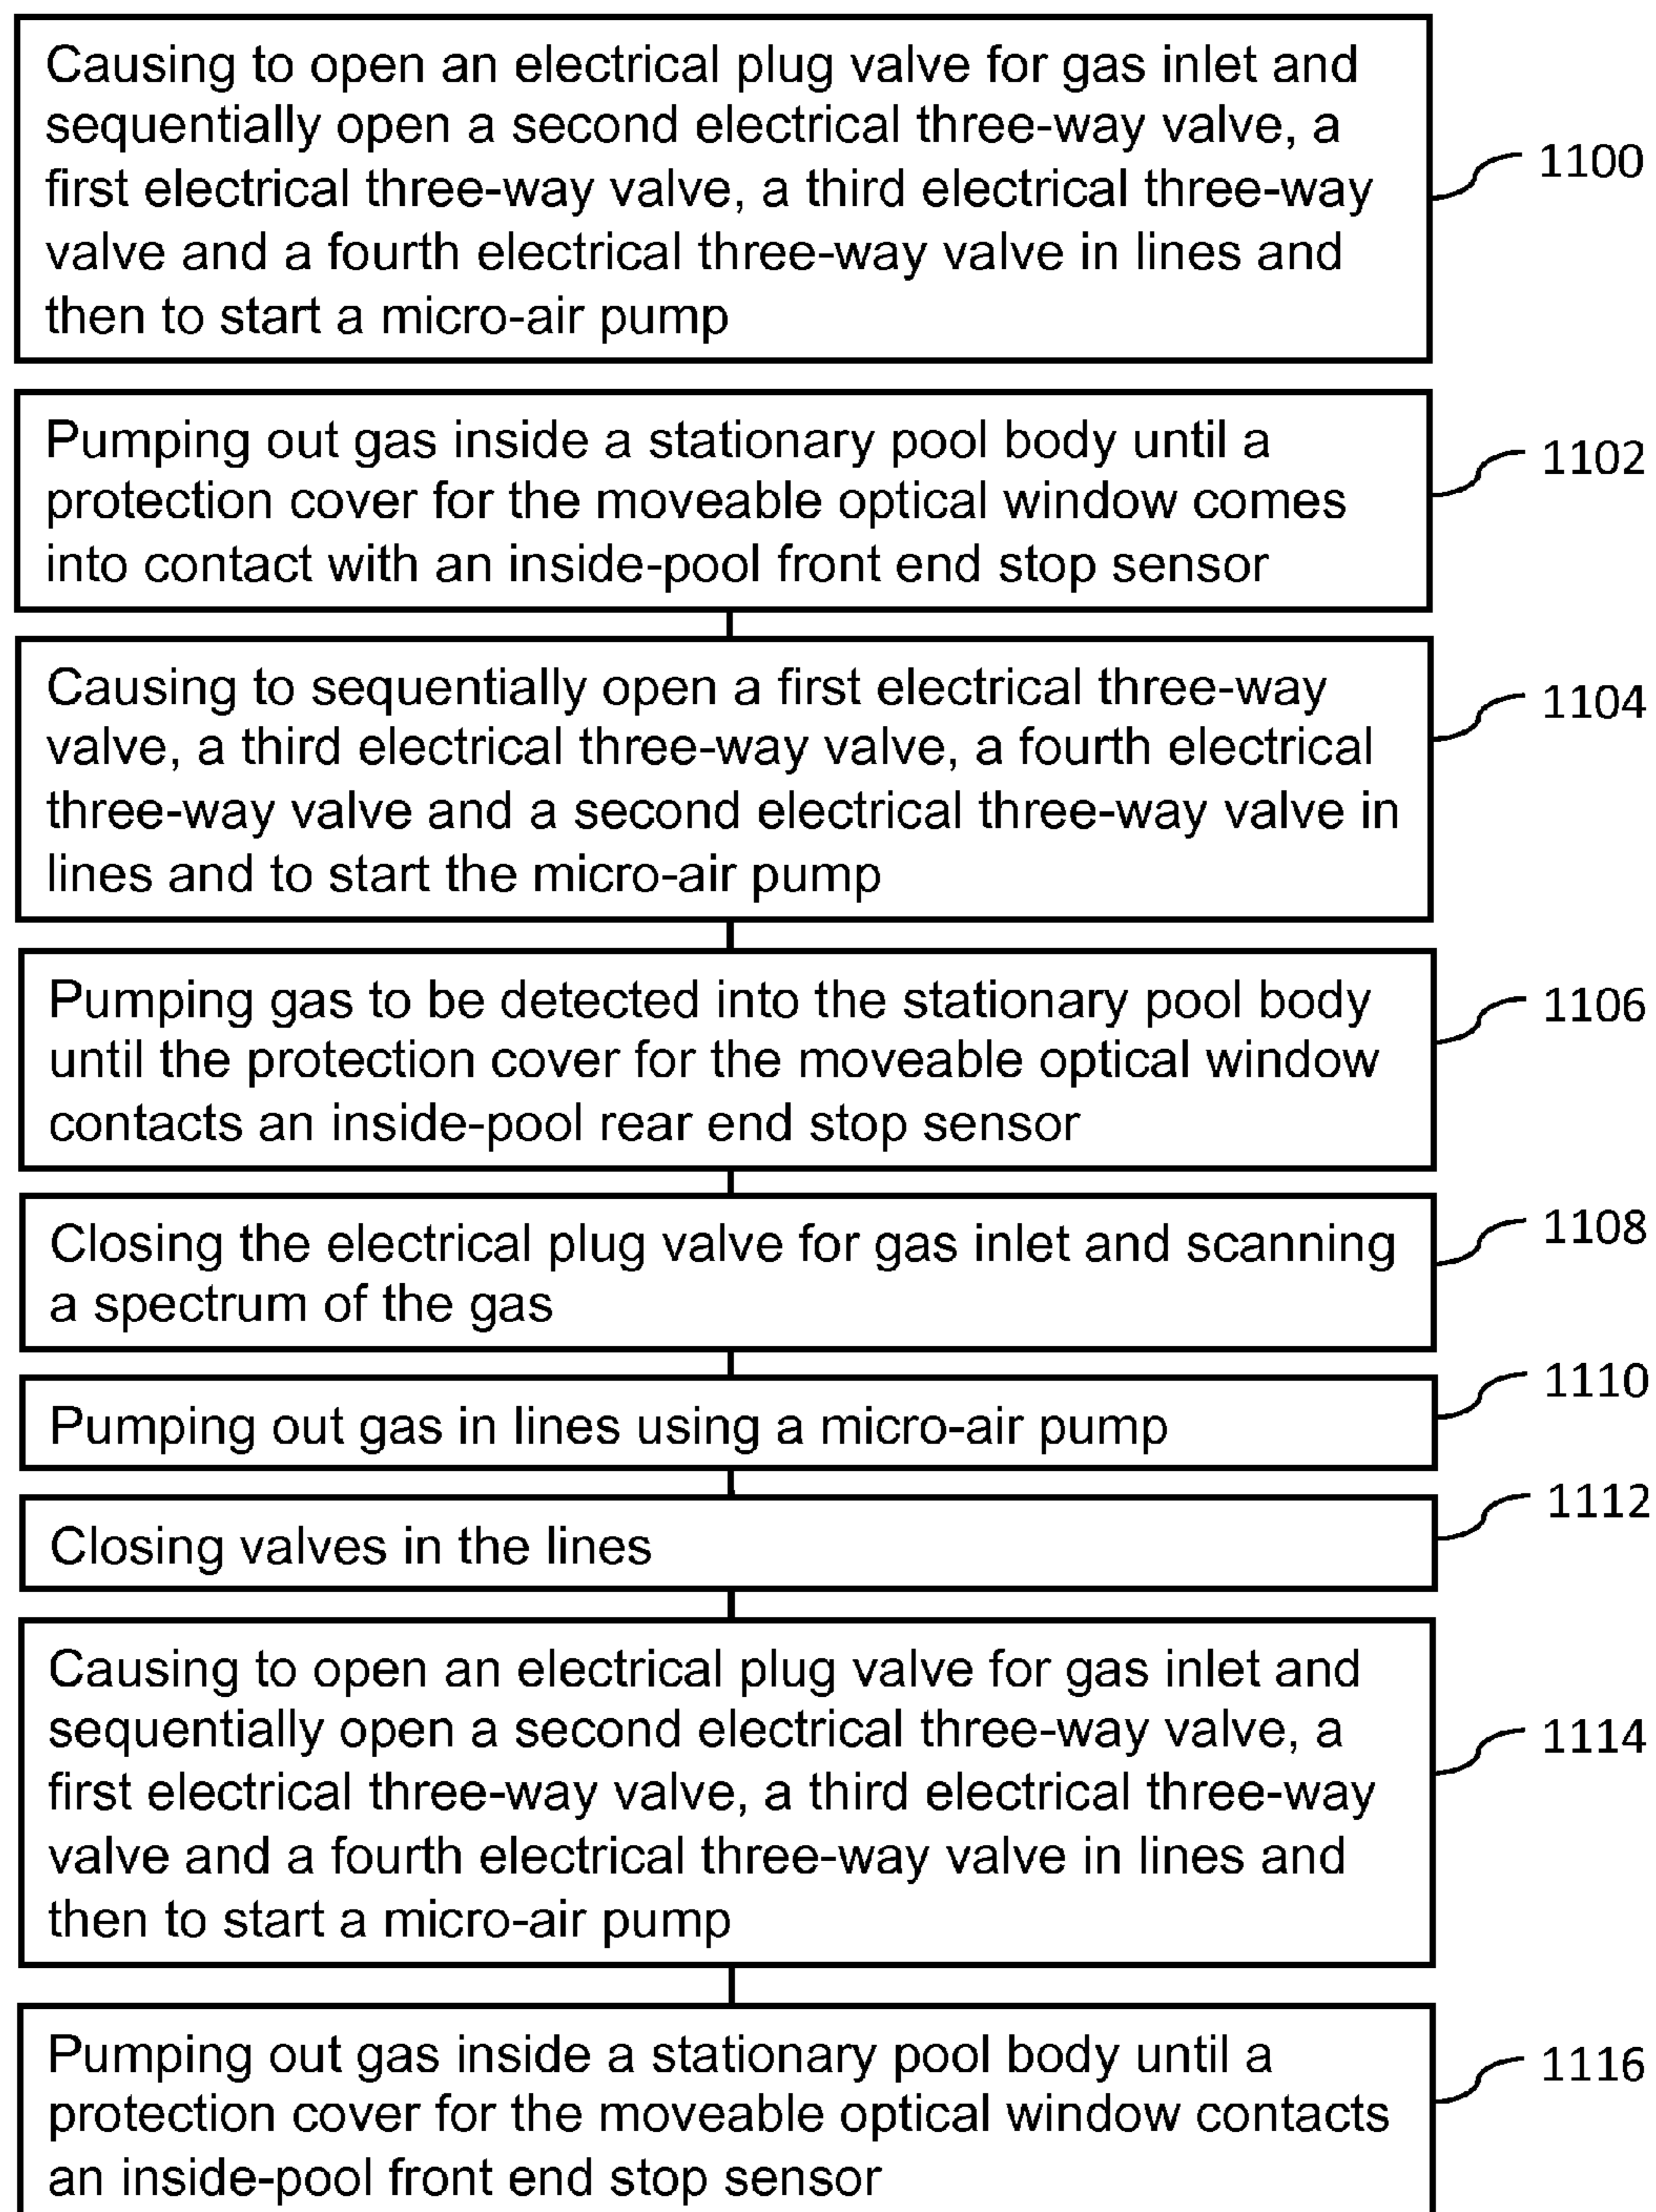 Causing to open an electrical plug valve for gas inlet and
sequentially open a second electrical three-way valve, a
first electrical three-way valve, a third electrical three-way
valve and a fourth electrical three-way valve in lines and
then to start a micro-air pump
1100
Pumping out gas inside a stationary pool body until a
protection cover for the moveable optical window comes
into contact with an inside-pool front end stop sensor
1102
Causing to sequentially open a first electrical three-way
valve, a third electrical three-way valve, a fourth electrical
three-way valve and a second electrical three-way valve in
lines and to start the micro-air pump
1104
Pumping gas to be detected into the stationary pool body
until the protection cover for the moveable optical window
contacts an inside-pool rear end stop sensor
1106
Closing the electrical plug valve for gas inlet and scanning
a spectrum of the gas
1108
Pumping out gas in lines using a micro-air pump
1110
Closing valves in the lines
1112
Causing to open an electrical plug valve for gas inlet and
sequentially open a second electrical three-way valve, a
first electrical three-way valve, a third electrical three-way
valve and a fourth electrical three-way valve in lines and
then to start a micro-air pump
1114
Pumping out gas inside a stationary pool body until a
protection cover for the moveable optical window contacts
an inside-pool front end stop sensor
1116